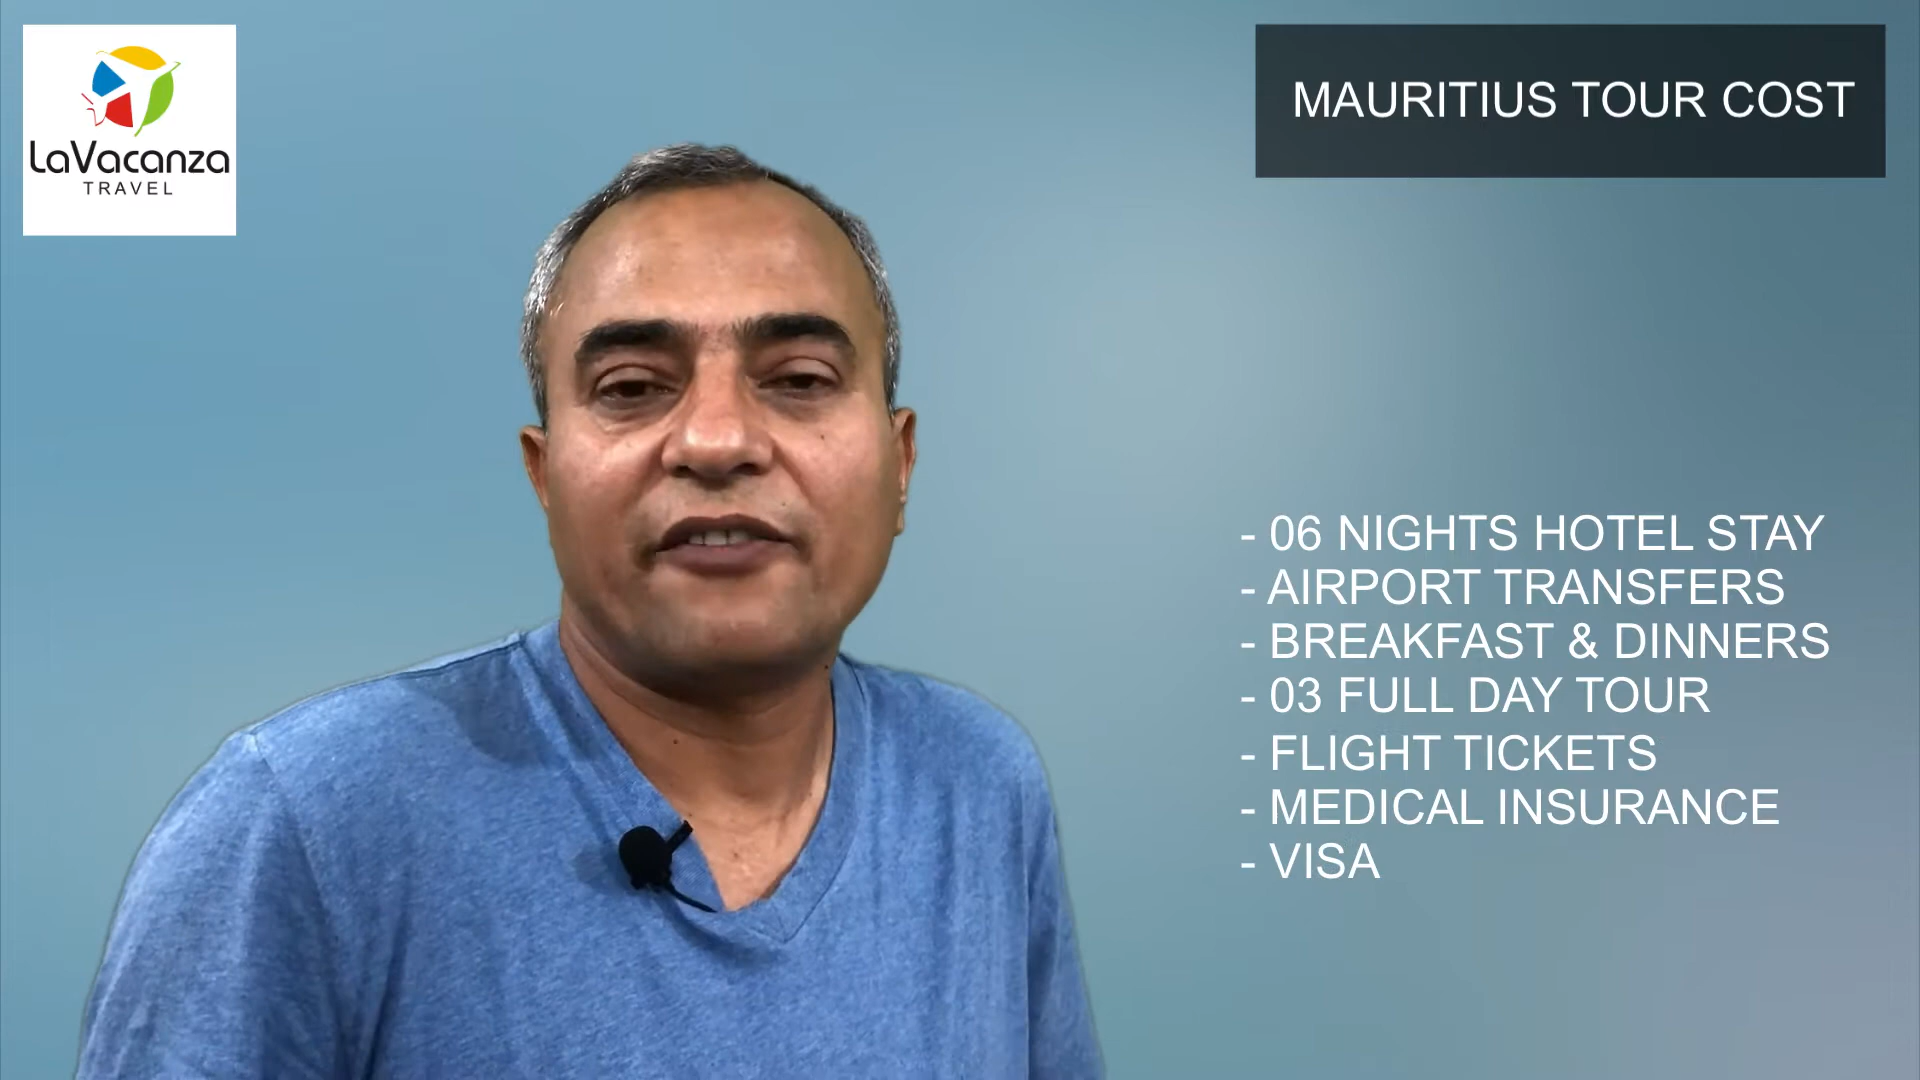 LaVacanza
TRAVEL
MAURITIUS TOUR COST
- 06 NIGHTS HOTEL STAY
- AIRPORT TRANSFERS
- BREAKFAST & DINNERS
- 03 FULL DAY TOUR
- FLIGHT TICKETS
- MEDICAL INSURANCE
- VISA